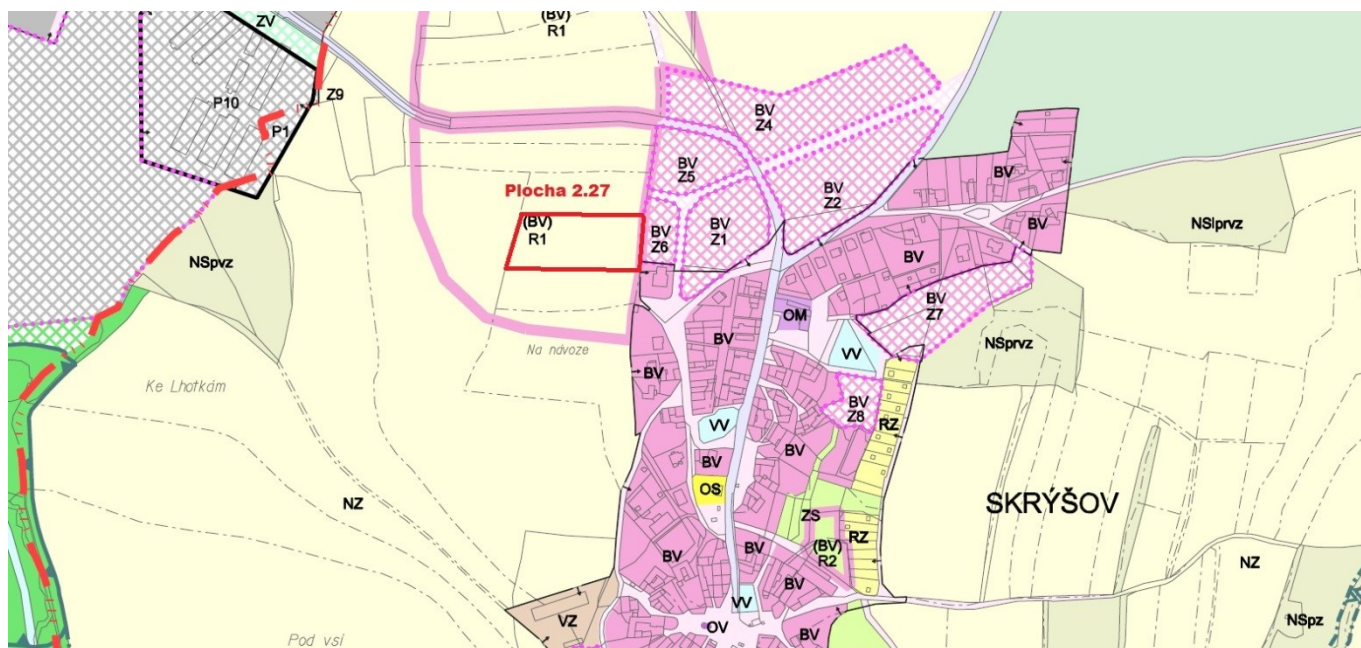 ZV
(BV)
R1
P10
Z9
P1
BV
Z4
BV
Z5
BV
Z2
BV
Plocha 2.27
(BV)
R1
BV
Z6
BV
Z1
BV
NSlprvz
NSpvz
BV
BV
Z7
OM
VV
NSprvz
Na návoze
BV
BV
Ke Lhotkám
BV
Z8
RZ
VV
BV
BV
OS
SKRÝŠOV
NZ
ZS
RZ
(BV)
R2
BV
BV
BV
NZ
VZ
VV
OV
BV
NSpz
Pod vsí